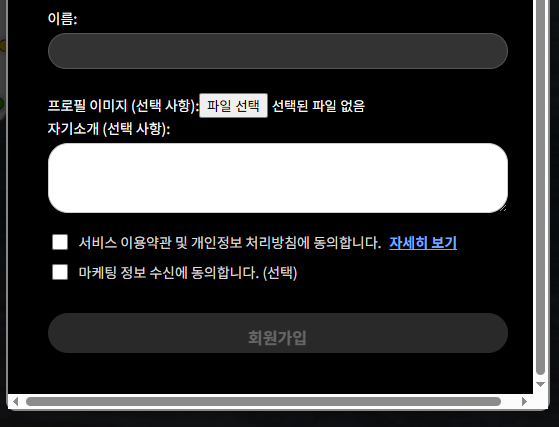 이름:
프로필 이미지 (선택 사항): 파일 선택 선택된 파일 없음
자기소개 (선택 사항):
서비스 이용약관 및 개인정보 처리방침에 동의합니다. 자세히 보기
마케팅 정보 수신에 동의합니다. (선택)
회원가입